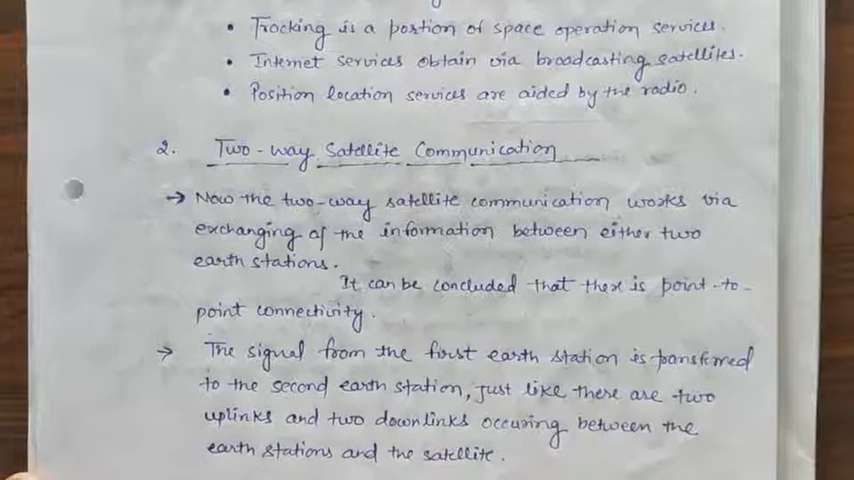 • Trocking is a portion of space operation services.
• Internet services obtain via broadcasting satellites.
• Position location services are aided by the radio.
2. Two-way Satellite Communication
→ Now the two-way satellite communication works via
exchanging of the information between either two
earth stations.
It can be concluded that there is point-to-
point connectivity.
→ The signal from the first earth station is transferred
to the second earth station, just like there are two
uplinks and two downlinks occuring between the
earth stations and the satellite.